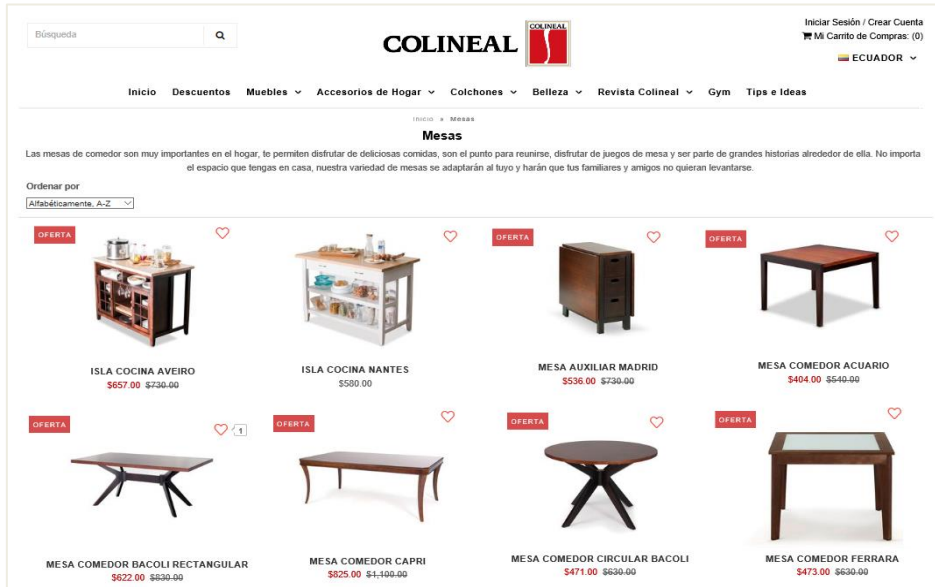 Búsqueda
COLINEAL
COLINEAL
Iniciar Sesión / Crear Cuenta
Mi Carrito de Compras: (0)
ECUADOR
Inicio Descuentos Muebles Accesorios de Hogar Colchones Belleza Revista Colineal Gym Tips e Ideas
Inicio » Mesas
Mesas
Las mesas de comedor son muy importantes en el hogar, te permiten disfrutar de deliciosas comidas, son el punto para reunirse, disfrutar de juegos de mesa y ser parte de grandes historias alrededor de ella. No importa
el espacio que tengas en casa, nuestra variedad de mesas se adaptarán al tuyo y harán que tus familiares y amigos no quieran levantarse.
Ordenar por
Alfabéticamente, A-Z
OFERTA
ISLA COCINA AVEIRO
$657.00 $730.00
ISLA COCINA NANTES
$580.00
OFERTA
MESA AUXILIAR MADRID
$536.00 $730.00
OFERTA
MESA COMEDOR ACUARIO
$404.00 $540.00
OFERTA
1
MESA COMEDOR BACOLI RECTANGULAR
$622.00 $830.00
OFERTA
MESA COMEDOR CAPRI
$825.00 $1,100.00
OFERTA
MESA COMEDOR CIRCULAR BACOLI
$471.00 $630.00
OFERTA
MESA COMEDOR FERRARA
$473.00 $630.00